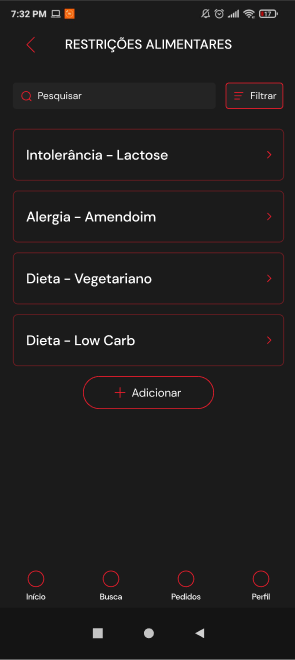 7:32 PM
17
RESTRIÇÕES ALIMENTARES
Pesquisar
Filtrar
Intolerância – Lactose
Alergia – Amendoim
Dieta – Vegetariano
Dieta – Low Carb
Adicionar
Início
Busca
Pedidos
Perfil